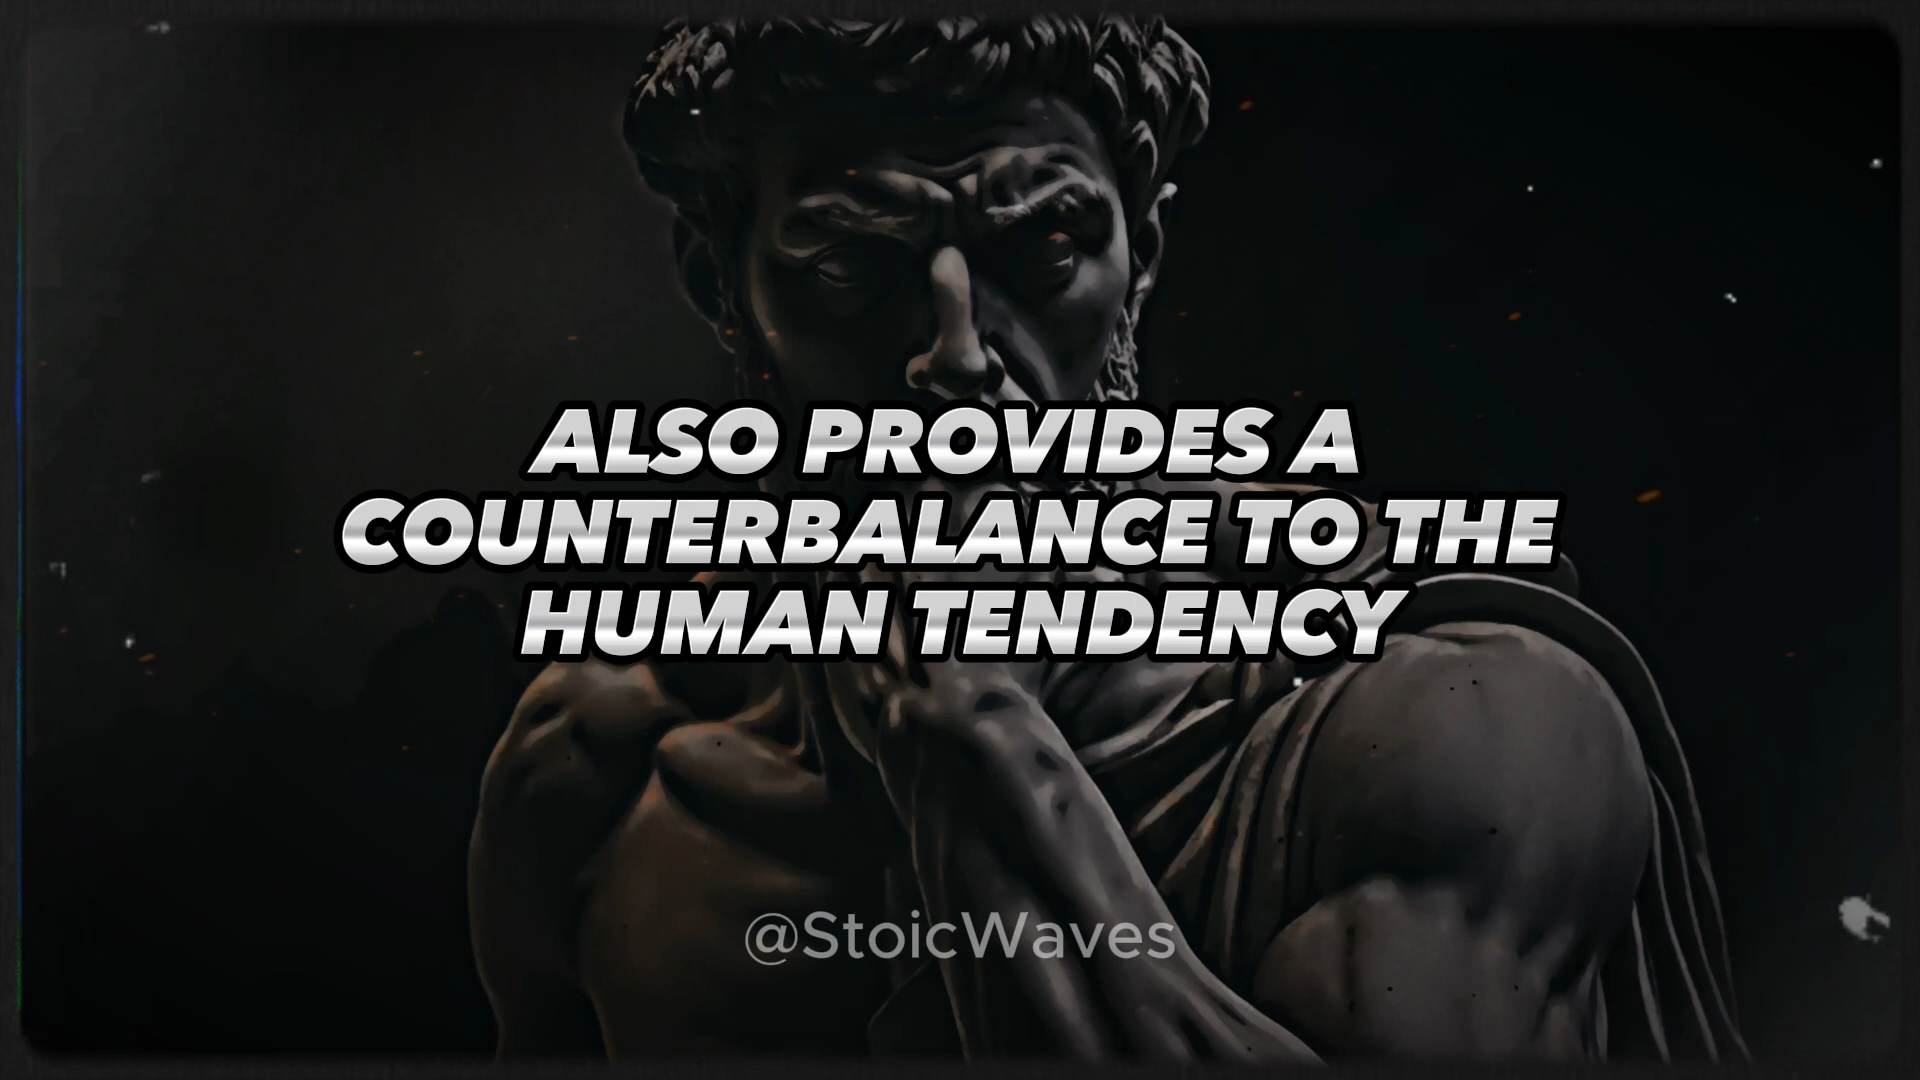 ALSO PROVIDES A
COUNTERBALANCE TO THE
HUMAN TENDENCY
@StoicWaves